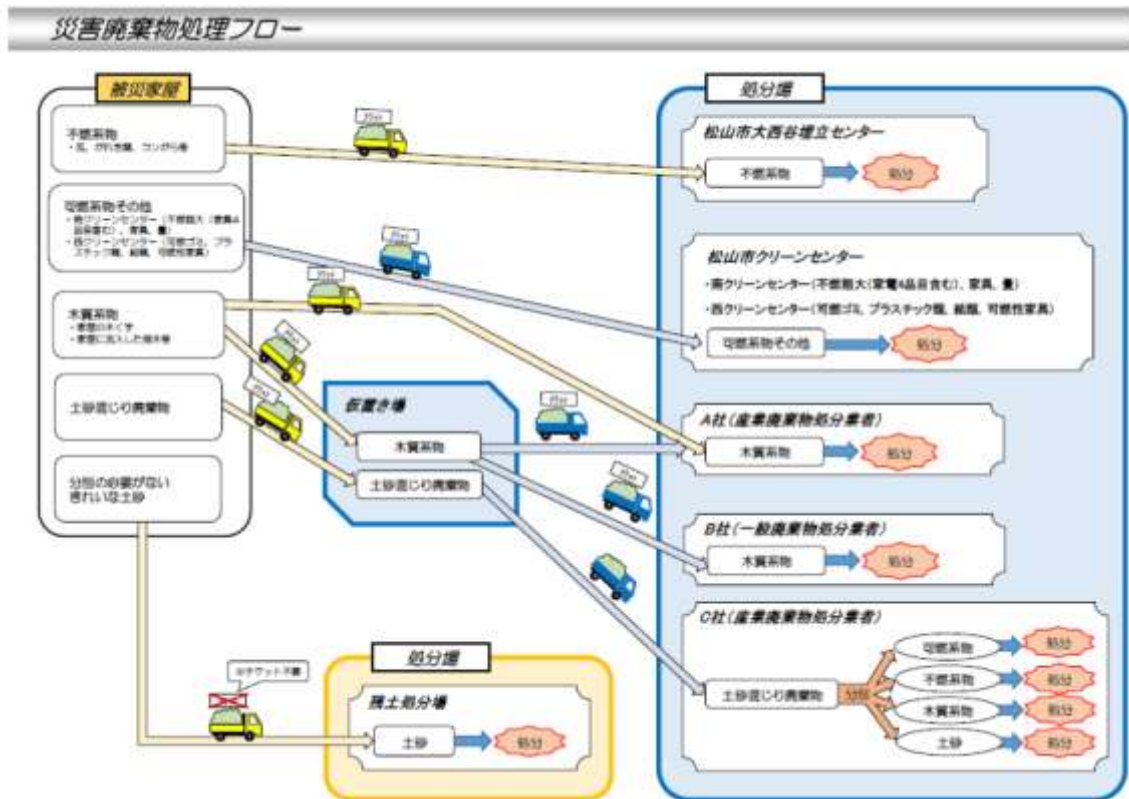 災害廃棄物処理フロー
被災家屋
不燃系物
・瓦、がれき類、コンがら等
可燃系物その他
・南クリーンセンター（不燃粗大（家電4
品目含む）、家具、畳）
・西クリーンセンター（可燃ゴミ、プラ
スチック類、紙類、可燃性家具）
木質系物
・家屋の木くず
・家屋に流入した樹木等
土砂混じり廃棄物
分別の必要がない
きれいな土砂
仮置き場
木質系物
土砂混じり廃棄物
処分場
松山市大西谷埋立センター
不燃系物
処分
松山市クリーンセンター
・南クリーンセンター（不燃粗大（家電4品目含む）、家具、畳）
・西クリーンセンター（可燃ゴミ、プラスチック類、紙類、可燃性家具）
可燃系物その他
処分
A社（産業廃棄物処分業者）
木質系物
処分
B社（一般廃棄物処分業者）
木質系物
処分
C社（産業廃棄物処分業者）
土砂混じり廃棄物
分別
可燃系物
処分
不燃系物
処分
木質系物
処分
土砂
処分
※チケット不要
処分場
残土処分場
土砂
処分